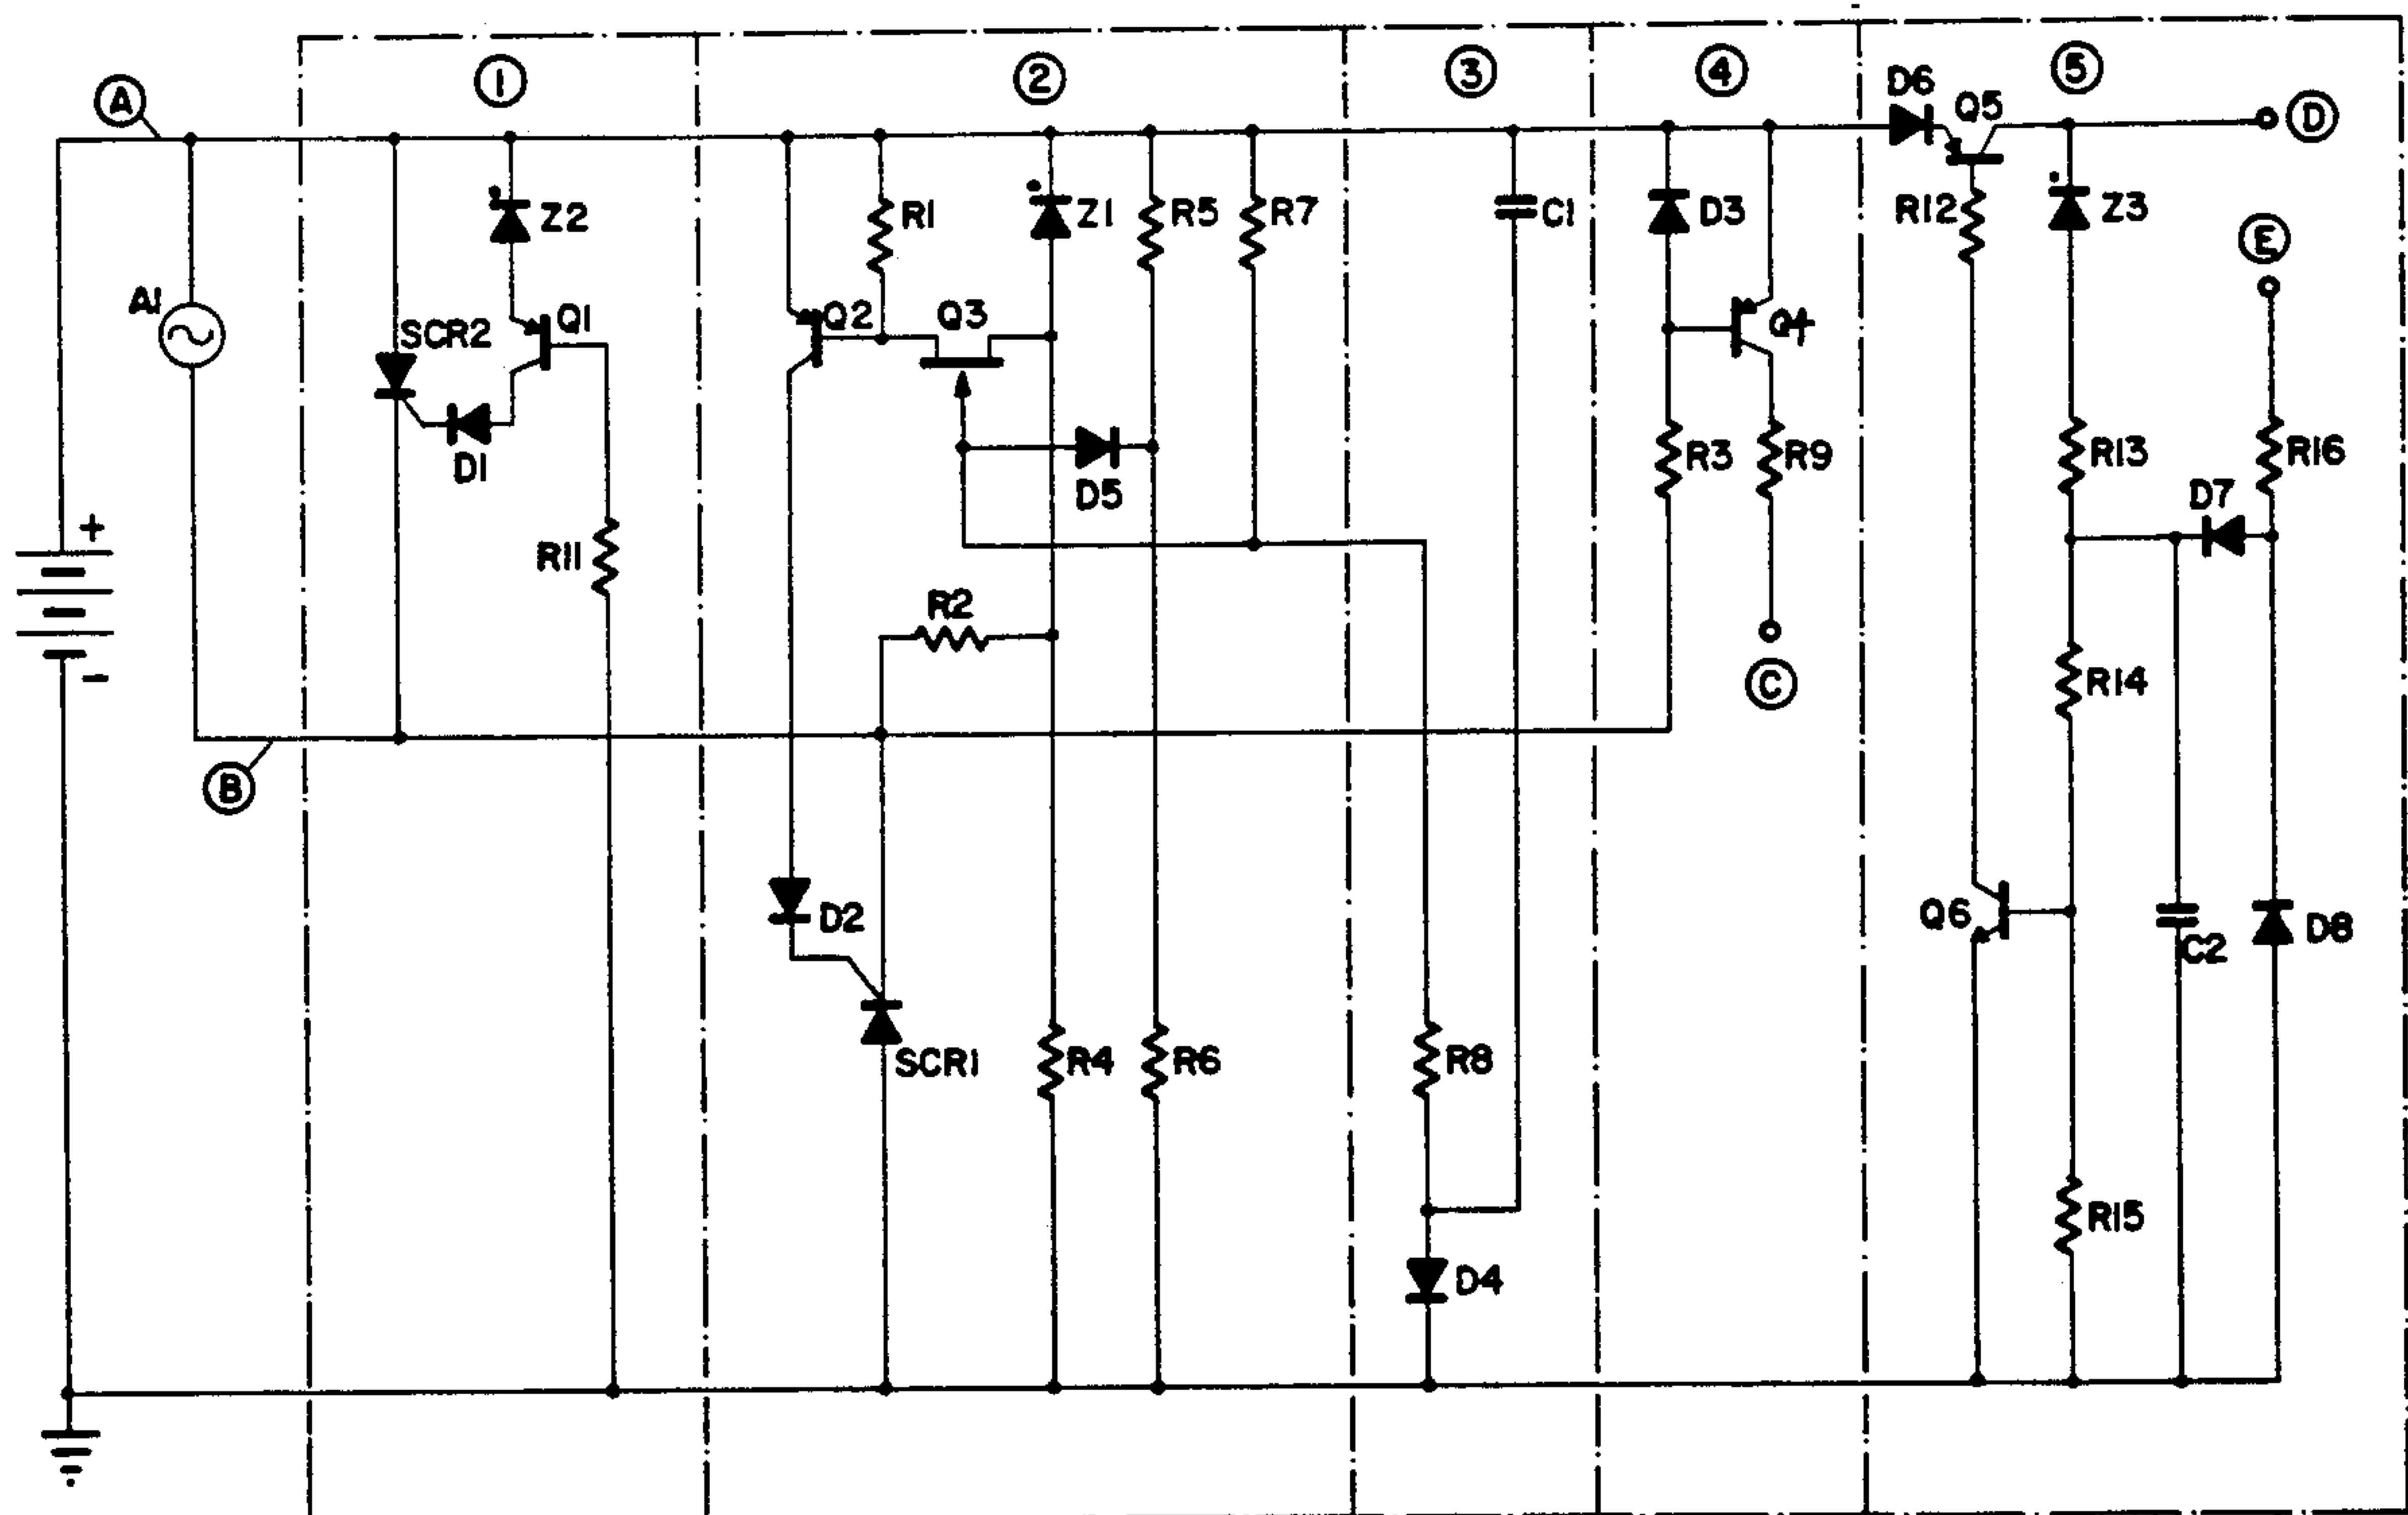 A
1
2
3
4
5
D6
Q5
D
Z2
R1
Z1
R5
R7
C1
D3
R12
Z3
E
A1
SCR2
Q1
Q2
Q3
Q4
D1
D5
R3
R9
R13
R16
D7
+
R11
-
R2
C
R14
B
D2
Q6
C2
D8
SCR1
R4
R6
R8
R15
D4